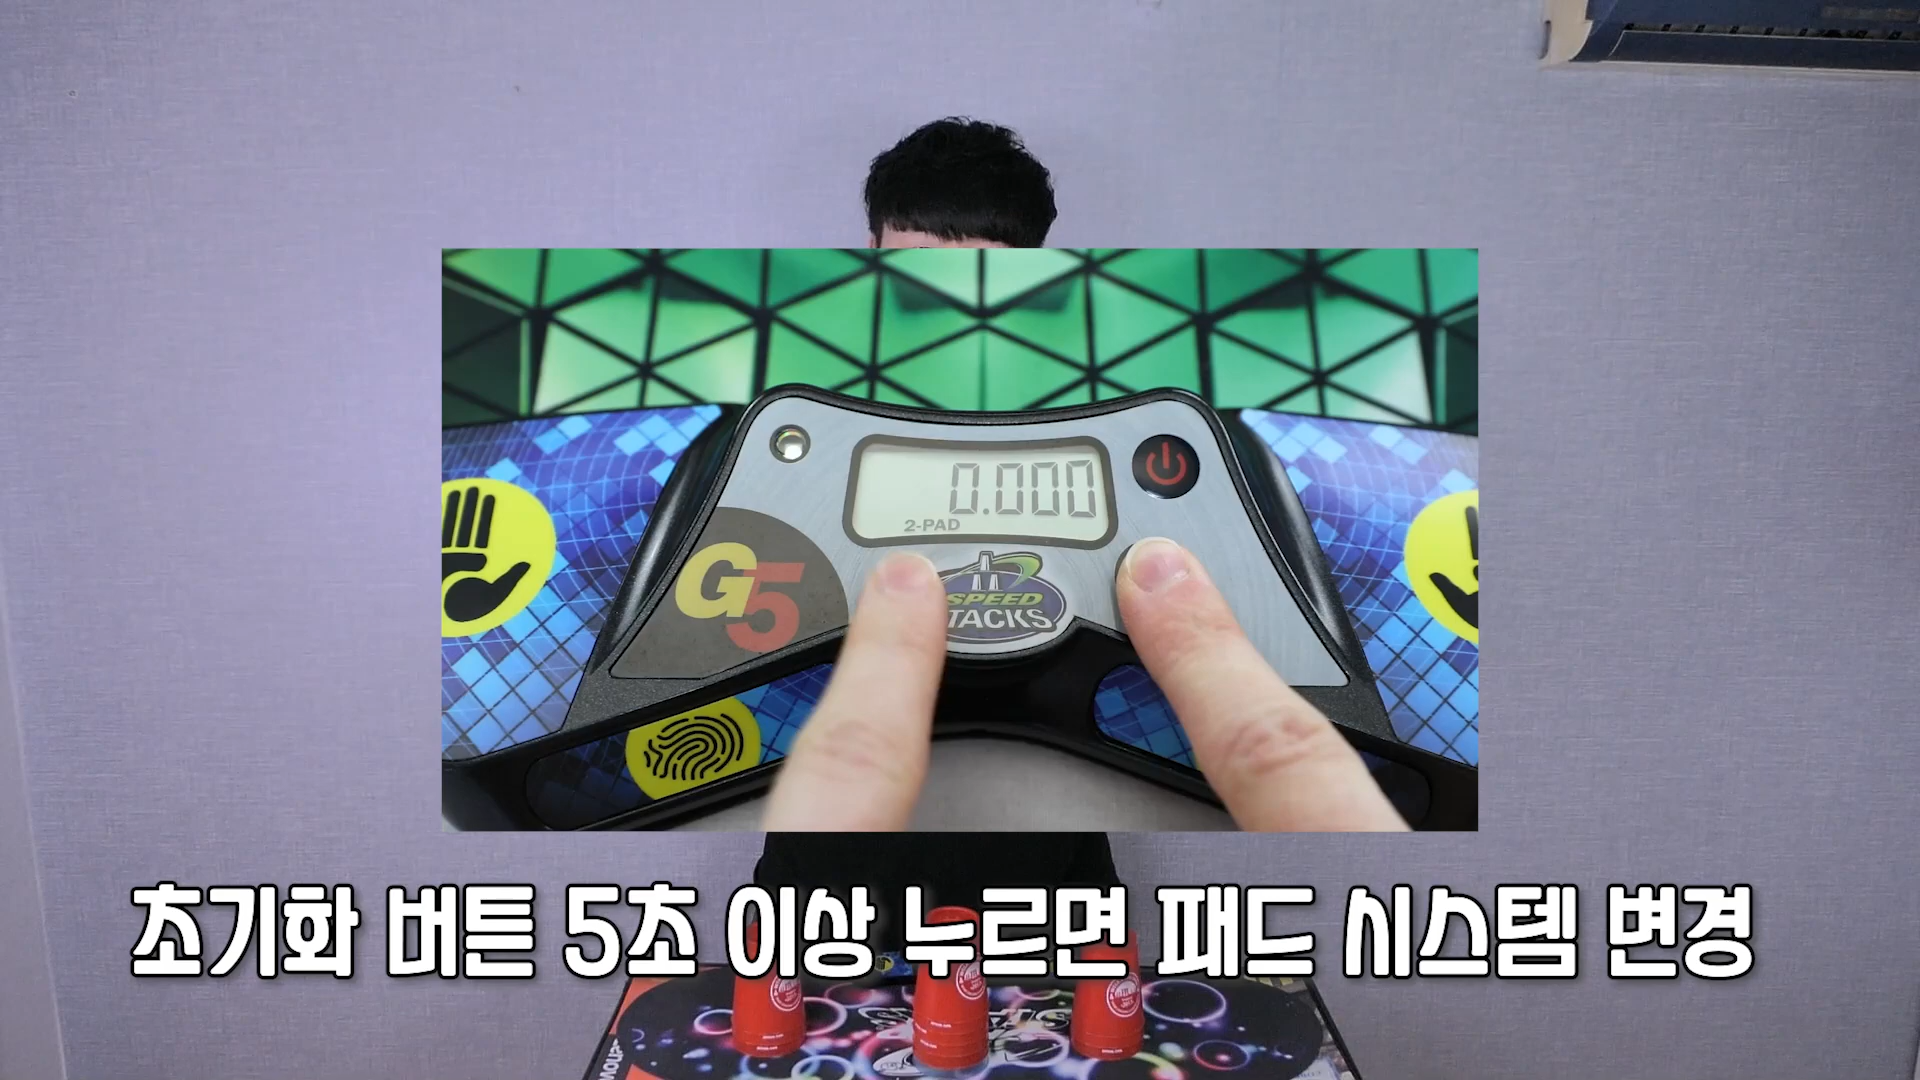 0.000
2-PAD
G5
SPEED
TACKS
초기화 버튼 5초 이상 누르면 패드 시스템 변경